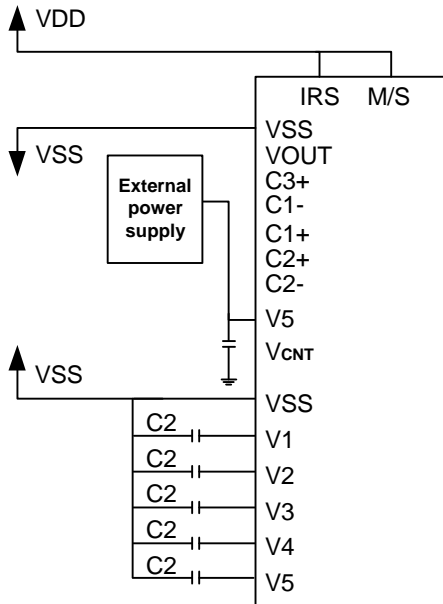 VDD
IRS M/S
VSS
VSS
VOUT
C3+
C1-
C1+
C2+
C2-
External
power
supply
V5
VCNT
VSS
VSS
C2
V1
C2
V2
C2
V3
C2
V4
C2
V5